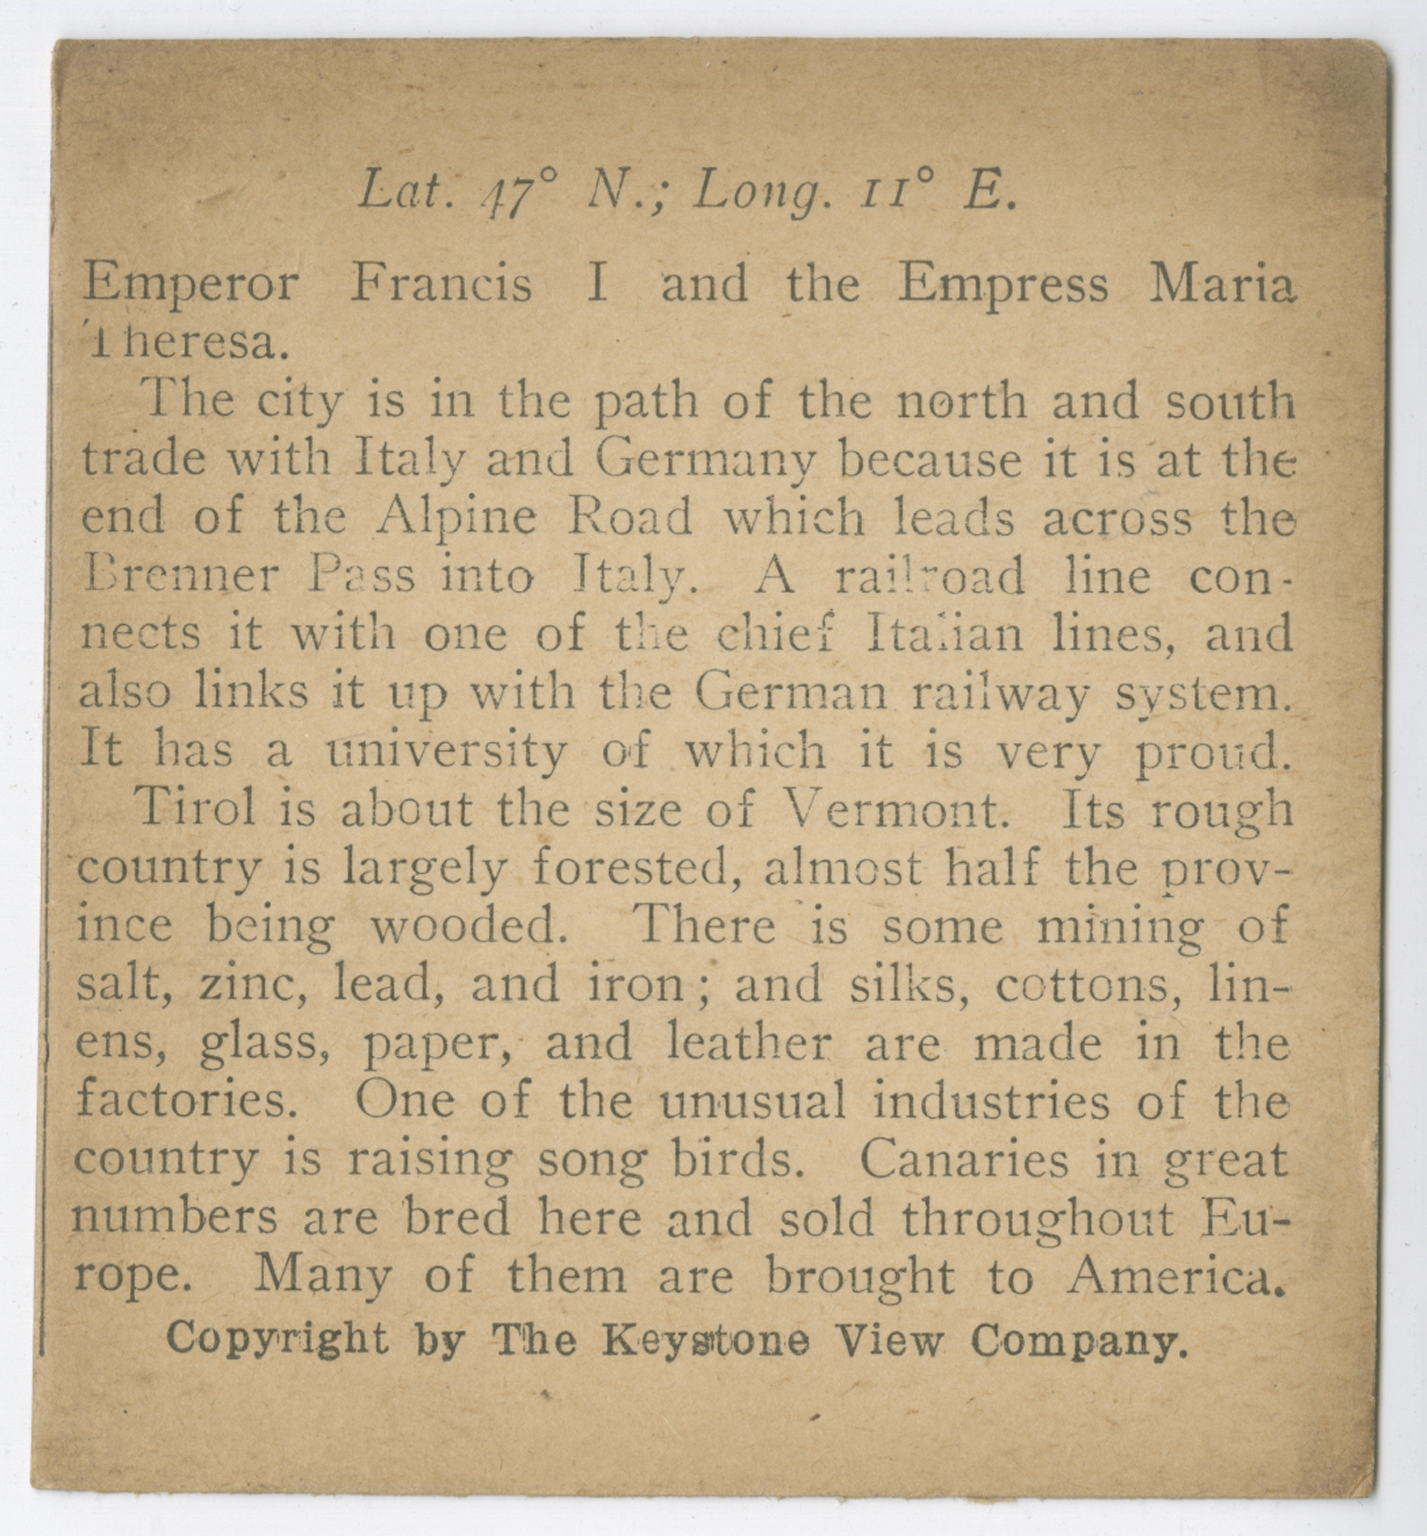 Lat. 47° N.; Long. 11° E.
Emperor Francis I and the Empress Maria
Theresa.
The city is in the path of the north and south
trade with Italy and Germany because it is at the
end of the Alpine Road which leads across the
Brenner Pass into Italy. A railroad line con-
nects it with one of the chief Italian lines, and
also links it up with the German railway system.
It has a university of which it is very proud.
Tirol is about the size of Vermont. Its rough
country is largely forested, almost half the prov-
ince being wooded. There is some mining of
salt, zinc, lead, and iron; and silks, cottons, lin-
ens, glass, paper, and leather are made in the
factories. One of the unusual industries of the
country is raising song birds. Canaries in great
numbers are bred here and sold throughout Eu-
rope. Many of them are brought to America.
Copyright by The Keystone View Company.